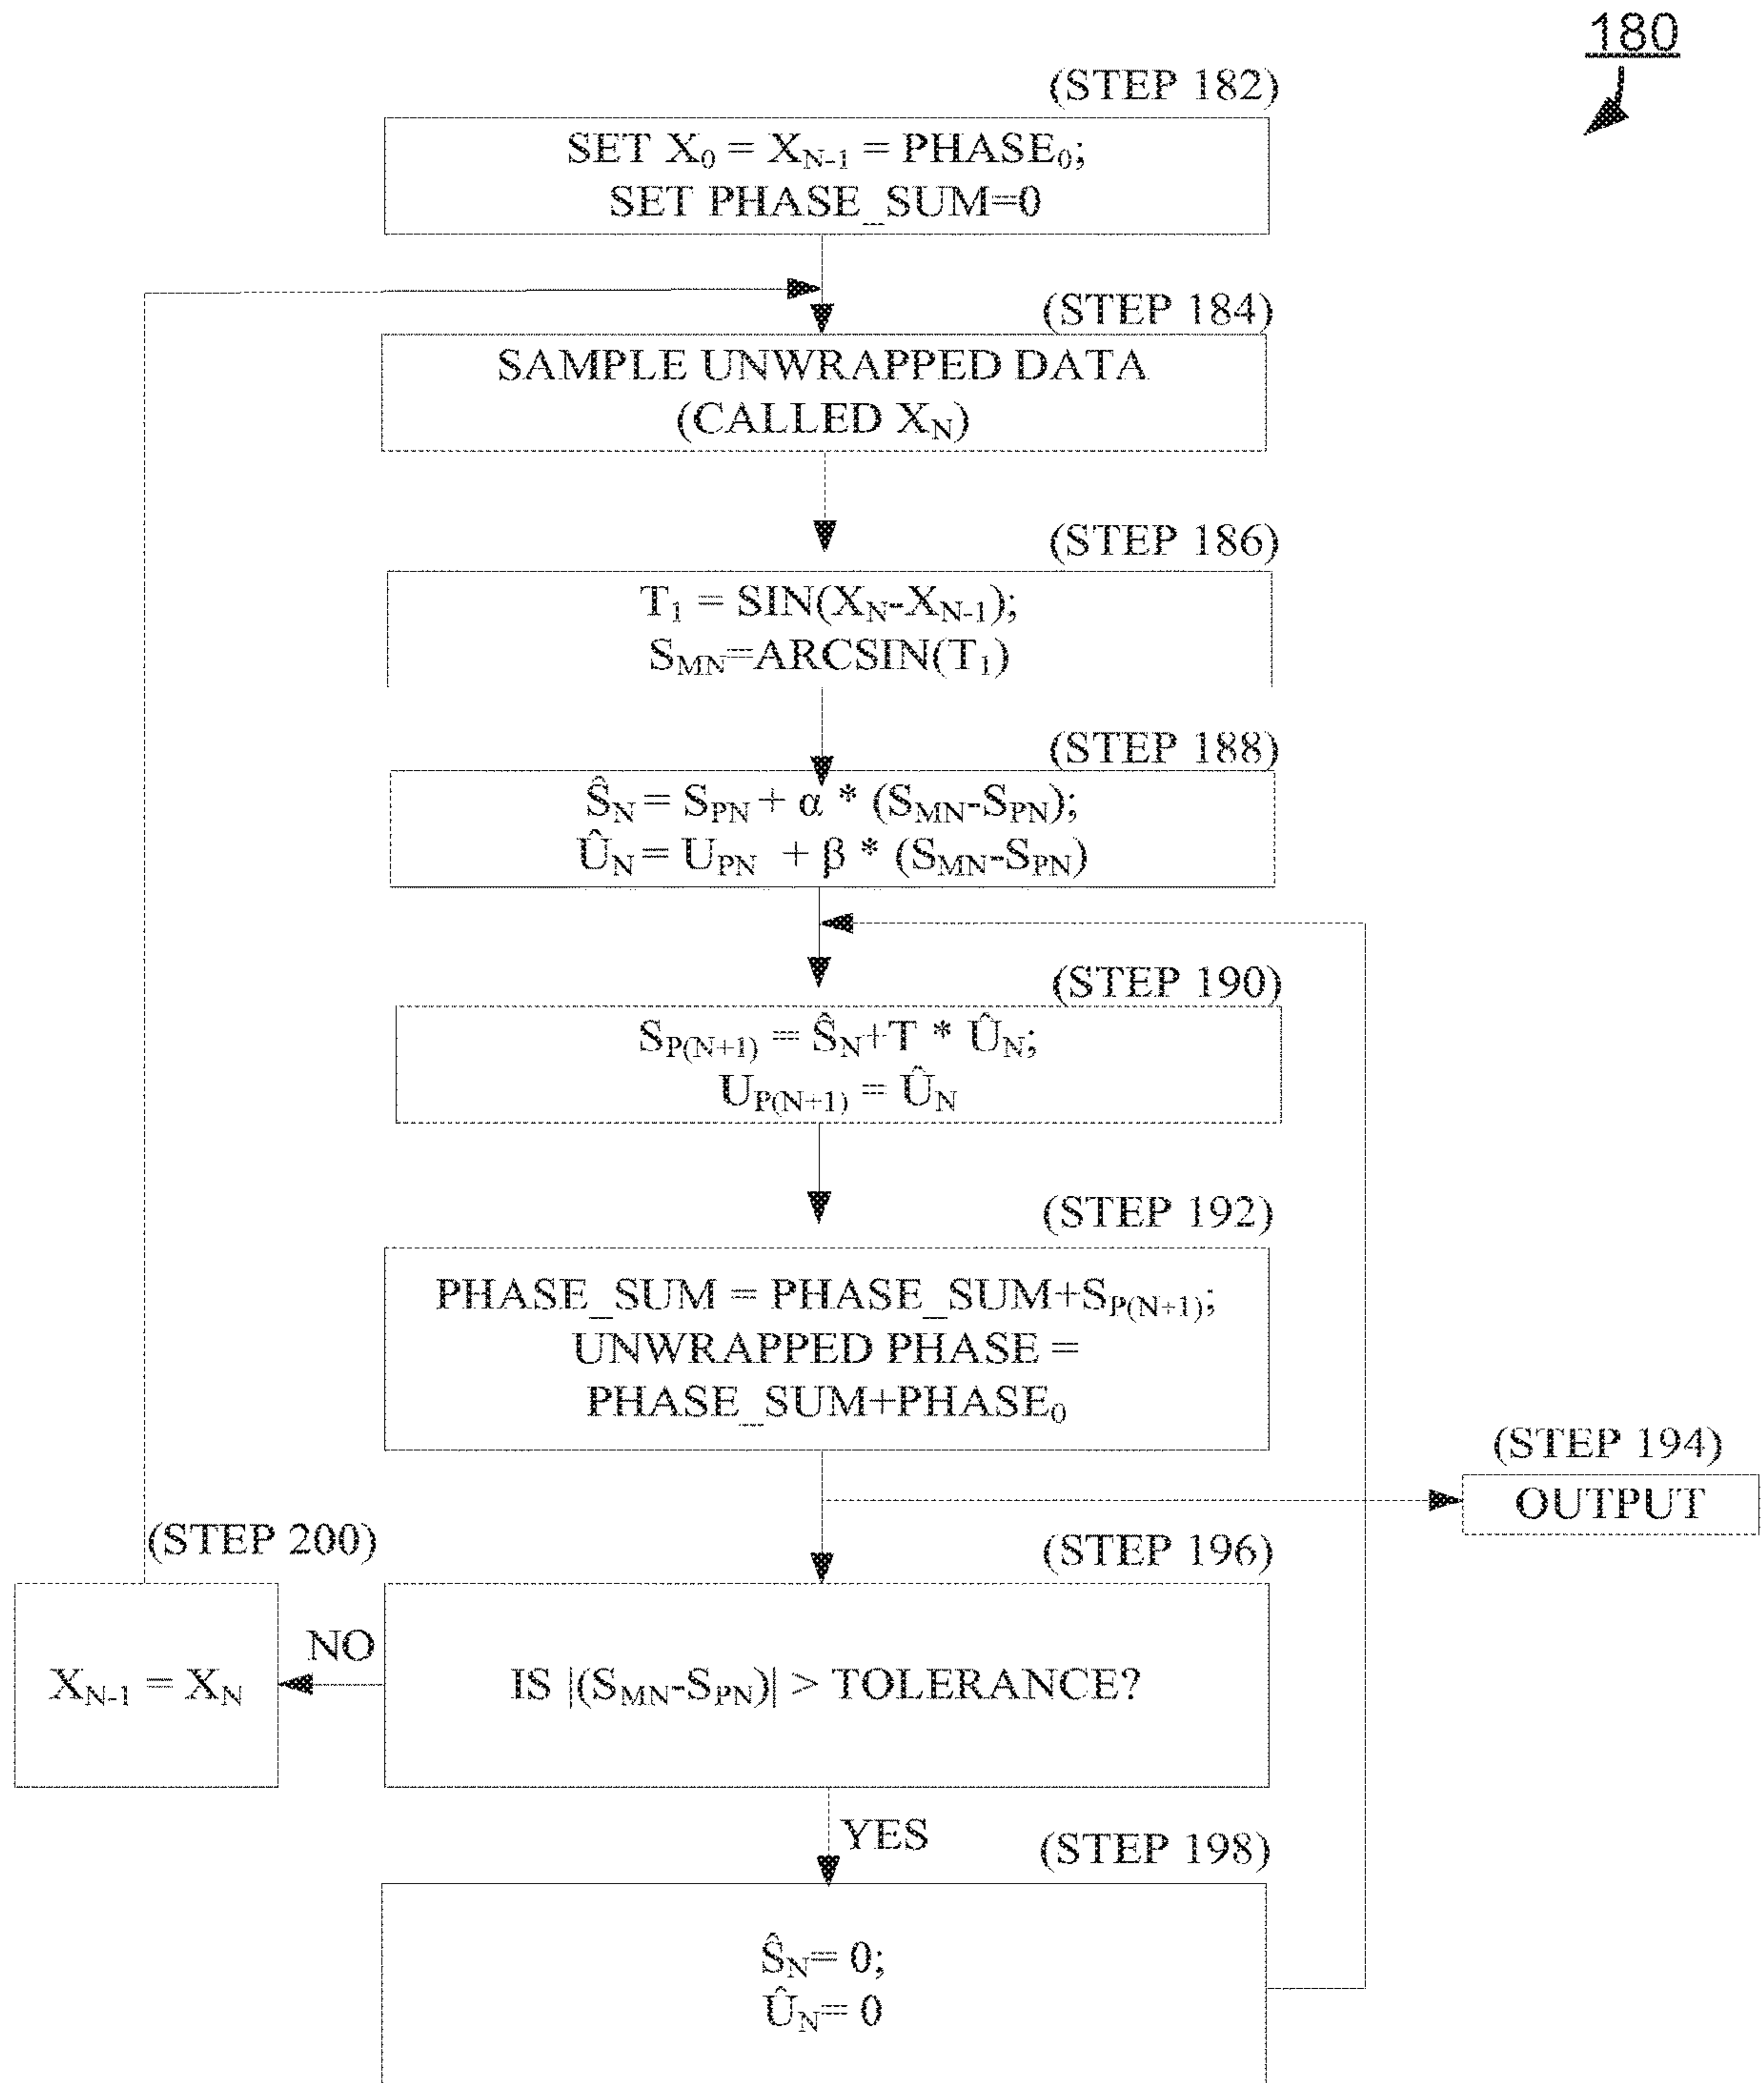 180
(STEP 182)
SET X₀ = X_N-1 = PHASE₀;
SET PHASE_SUM=0
(STEP 184)
SAMPLE UNWRAPPED DATA
(CALLED X_N)
(STEP 186)
T₁ = SIN(X_N-X_N-1);
S_MN=ARCSIN(T₁)
(STEP 188)
Ŝ_N = S_PN + α * (S_MN-S_PN);
Û_N = U_PN + β * (S_MN-S_PN)
(STEP 190)
S_P(N+1) = Ŝ_N+T * Û_N;
U_P(N+1) = Û_N
(STEP 192)
PHASE_SUM = PHASE_SUM+S_P(N+1);
UNWRAPPED PHASE =
PHASE_SUM+PHASE₀
(STEP 194)
OUTPUT
(STEP 196)
IS |(S_MN-S_PN)| > TOLERANCE?
NO
(STEP 200)
X_N-1 = X_N
YES
(STEP 198)
Ŝ_N= 0;
Û_N= 0